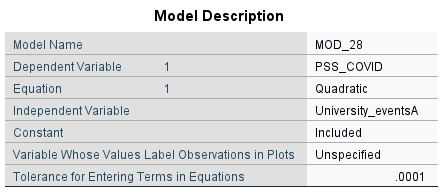 Model Description
Model Name MOD_28
Dependent Variable 1 PSS_COVID
Equation 1 Quadratic
Independent Variable University_eventsA
Constant Included
Variable Whose Values Label Observations in Plots Unspecified
Tolerance for Entering Terms in Equations .0001